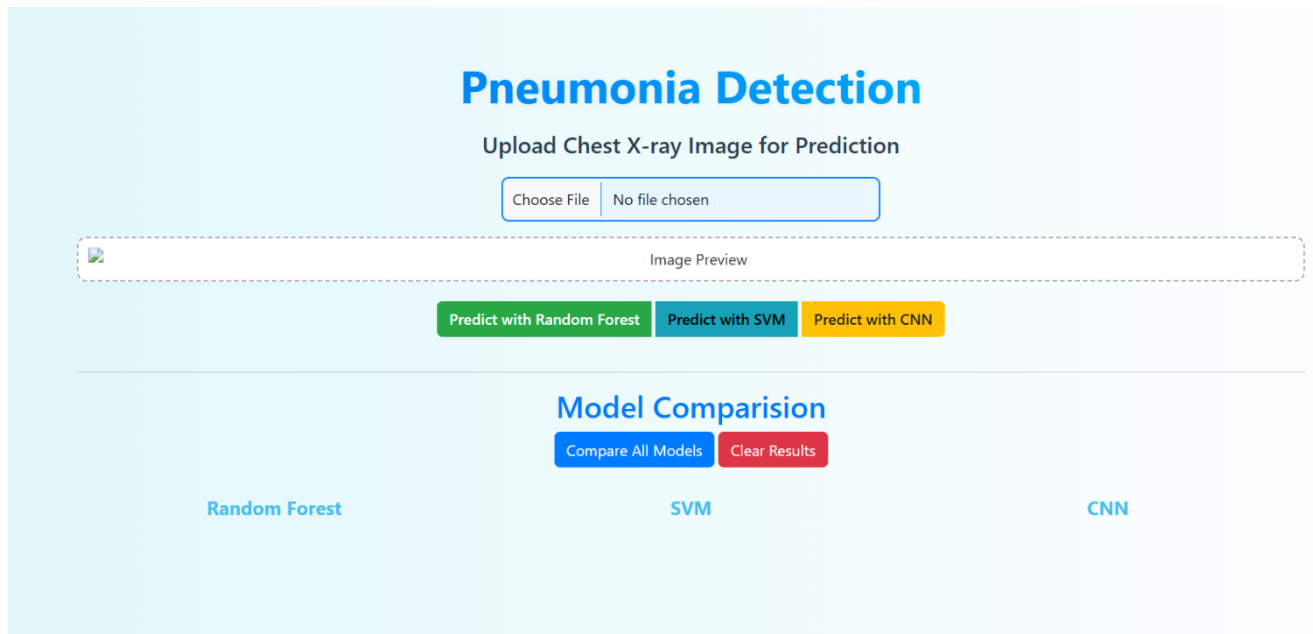 Pneumonia Detection
Upload Chest X-ray Image for Prediction
Choose File No file chosen
Image Preview
Predict with Random Forest Predict with SVM Predict with CNN
Model Comparision
Compare All Models Clear Results
Random Forest SVM CNN